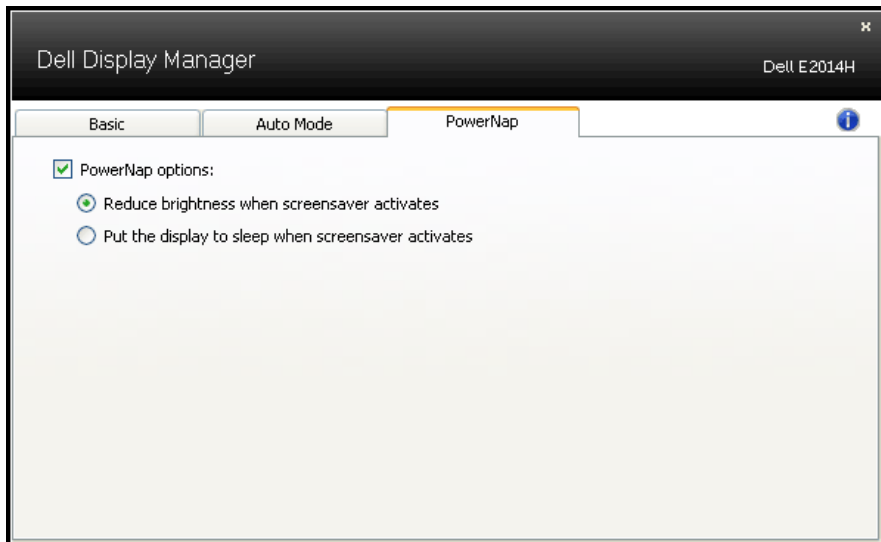 x
Dell Display Manager
Dell E2014H
Basic
Auto Mode
PowerNap
i
PowerNap options:
Reduce brightness when screensaver activates
Put the display to sleep when screensaver activates